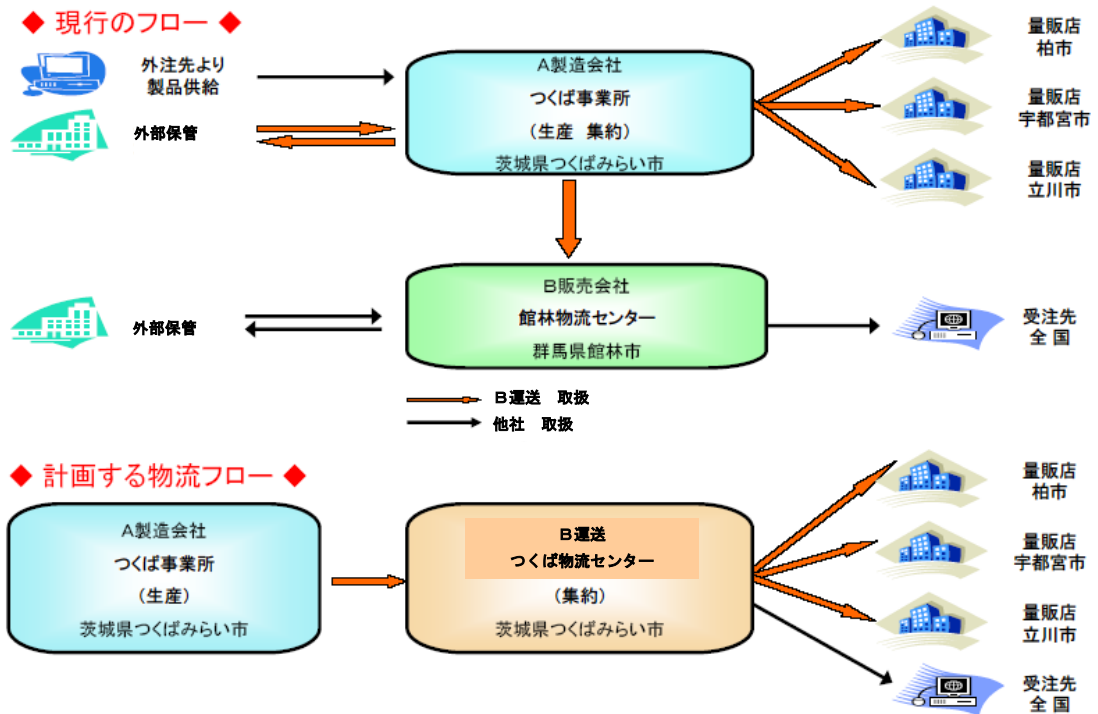 ◆ 現行のフロー ◆
外注先より
製品供給
外部保管
A製造会社
つくば事業所
(生産 集約)
茨城県つくばみらい市
量販店
柏市
量販店
宇都宮市
量販店
立川市
外部保管
B販売会社
館林物流センター
群馬県館林市
受注先
全 国
B運送 取扱
他社 取扱
◆ 計画する物流フロー ◆
A製造会社
つくば事業所
(生産)
茨城県つくばみらい市
B運送
つくば物流センター
(集約)
茨城県つくばみらい市
量販店
柏市
量販店
宇都宮市
量販店
立川市
受注先
全 国